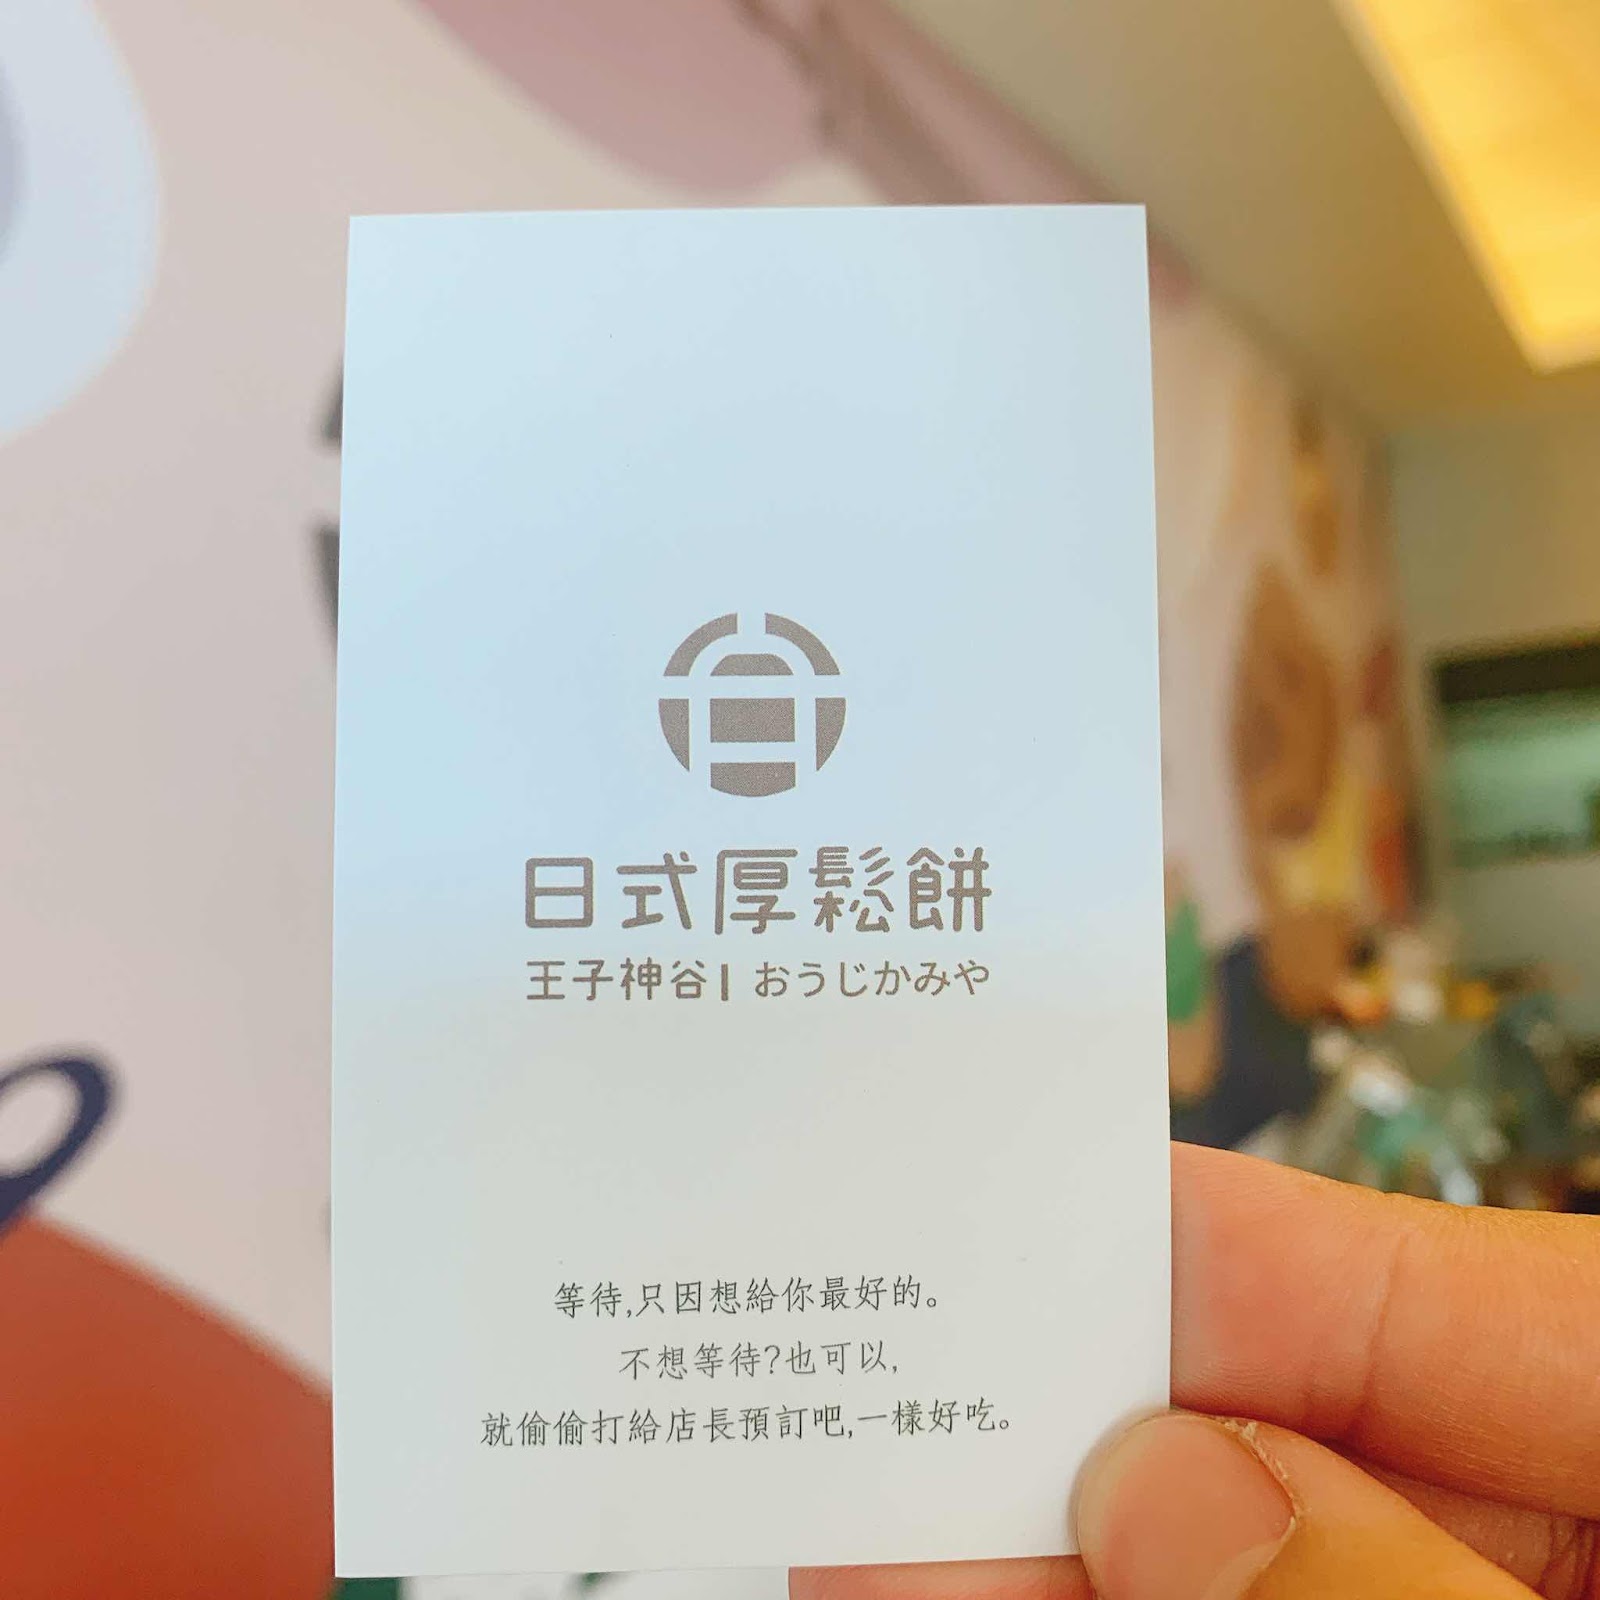 日式厚鬆餅
王子神谷| おうじかみや
等待,只因想給你最好的。
不想等待?也可以,
就偷偷打給店長預訂吧,一樣好吃。